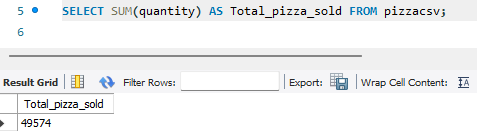 5 SELECT SUM(quantity) AS Total_pizza_sold FROM pizzacsv;
6
Result Grid Filter Rows: Export: Wrap Cell Content: IA
Total_pizza_sold
49574